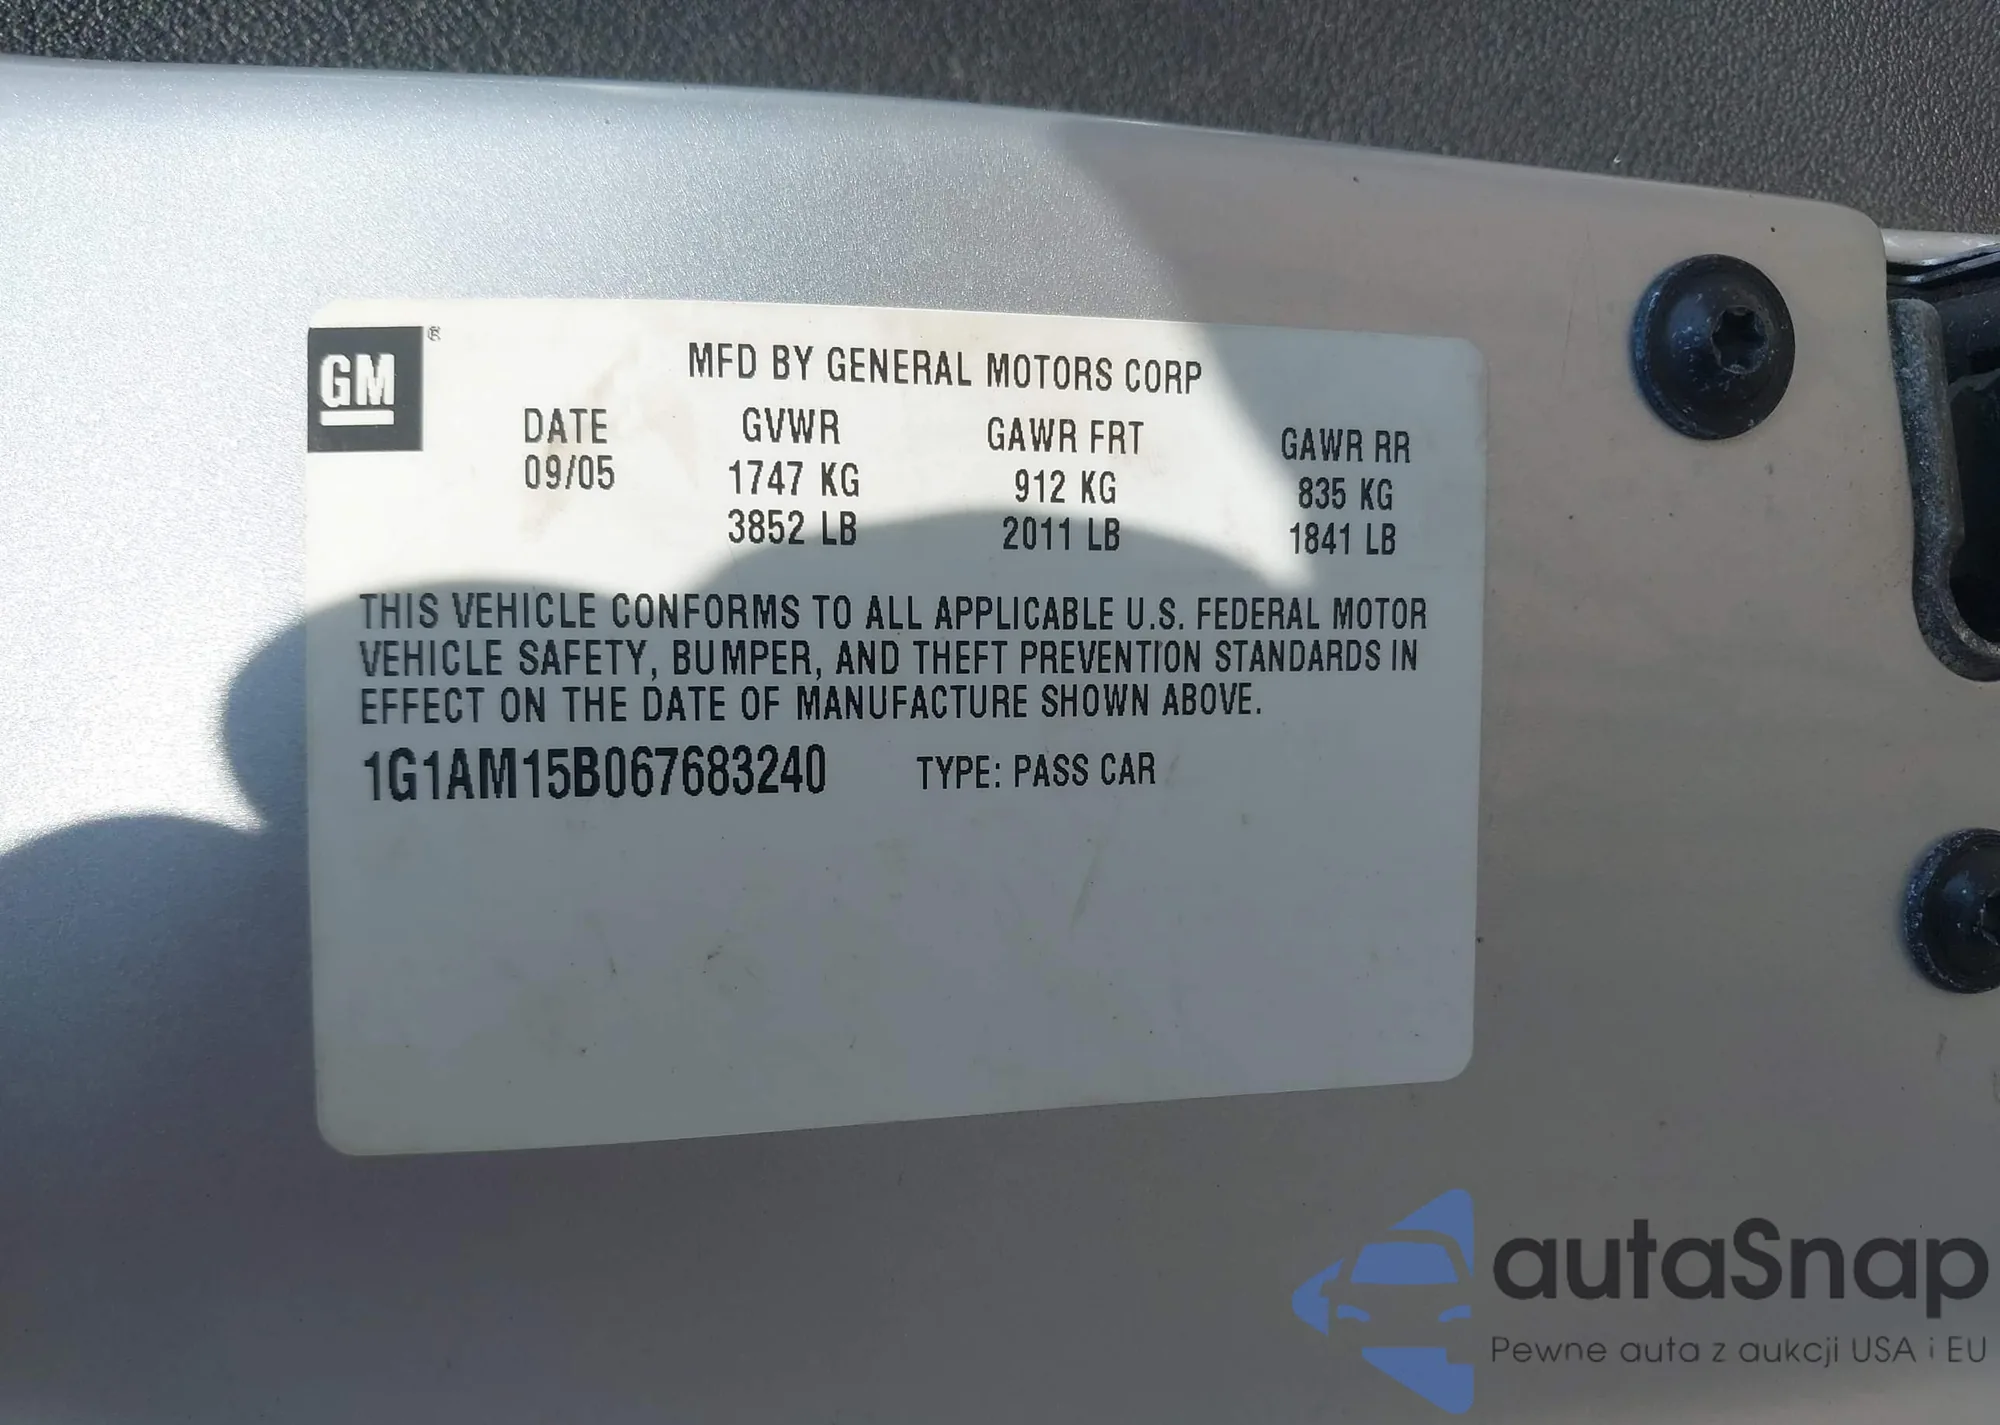 GM ®
MFD BY GENERAL MOTORS CORP
DATE GVWR GAWR FRT GAWR RR
09/05 1747 KG 912 KG 835 KG
3852 LB 2011 LB 1841 LB
THIS VEHICLE CONFORMS TO ALL APPLICABLE U.S. FEDERAL MOTOR
VEHICLE SAFETY, BUMPER, AND THEFT PREVENTION STANDARDS IN
EFFECT ON THE DATE OF MANUFACTURE SHOWN ABOVE.
1G1AM15B067683240 TYPE: PASS CAR
autaSnap
Pewne auta z aukcji USA i EU